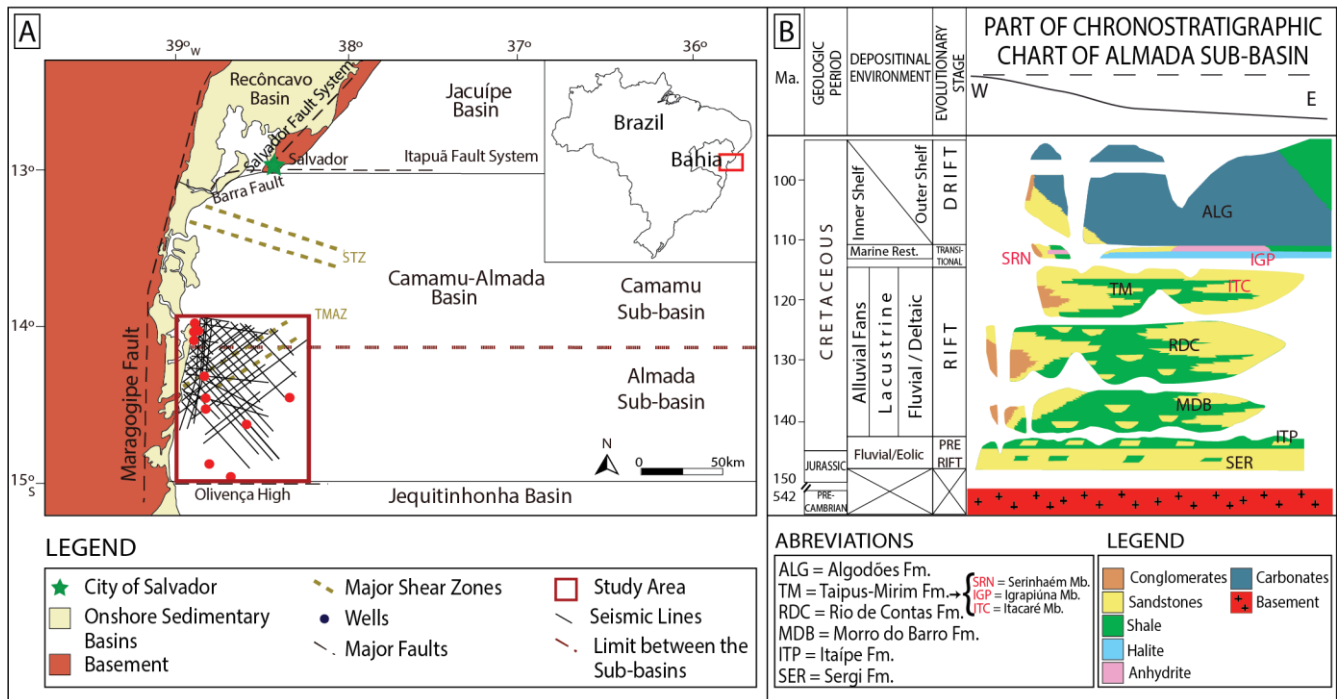 A
39° W
38°
37°
36°
Recôncavo
Basin
Salvador Fault System
Jacuípe
Basin
Brazil
Bahia
13°
Salvador
Itapuã Fault System
Barra Fault
STZ
Camamu-Almada
Basin
Camamu
Sub-basin
14°
TMAZ
Almada
Sub-basin
Maragogipe Fault
N
50km
15°
S
Olivença High
Jequitinhonha Basin
LEGEND
City of Salvador
Onshore Sedimentary
Basins
Basement
Major Shear Zones
Wells
Major Faults
Study Area
Seismic Lines
Limit between the
Sub-basins
B
Ma.
GEOLOGIC
PERIOD
DEPOSITINAL
ENVIRONMENT
EVOLUTIONARY
STAGE
PART OF CHRONOSTRATIGRAPHIC
CHART OF ALMADA SUB-BASIN
W
E
100
110
120
130
140
150
542
CRETACEOUS
JURASSIC
PRE-
CAMBRIAN
Inner Shelf
Outer Shelf
Marine Rest.
Alluvial Fans
Lacustrine
Fluvial / Deltaic
Fluvial/Eolic
DRIFT
TRANSI-
TIONAL
RIFT
PRE
RIFT
ALG
SRN
IGP
TM
ITC
RDC
MDB
ITP
SER
ABREVIATIONS
ALG = Algodões Fm.
TM = Taipus-Mirim Fm.→
RDC = Rio de Contas Fm.
MDB = Morro do Barro Fm.
ITP = Itaípe Fm.
SER = Sergi Fm.
SRN = Serinhaém Mb.
IGP = Igrapiúna Mb.
ITC = Itacaré Mb.
LEGEND
Conglomerates
Sandstones
Shale
Halite
Anhydrite
Carbonates
Basement